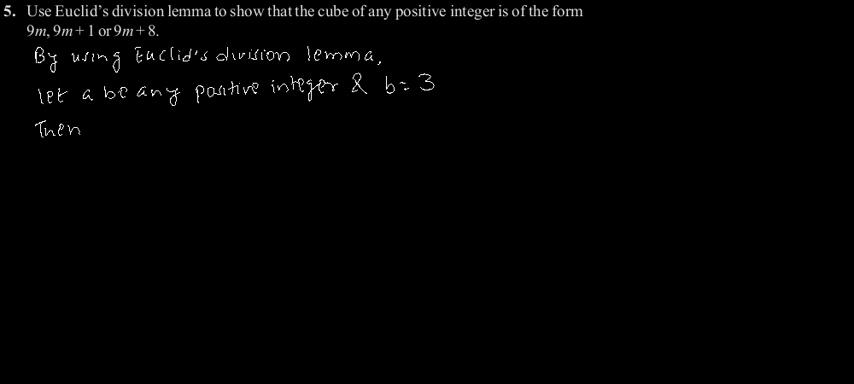 5. Use Euclid's division lemma to show that the cube of any positive integer is of the form
9m, 9m + 1 or 9m + 8.
By using Euclid's division lemma,
let a be any positive integer & b = 3
Then